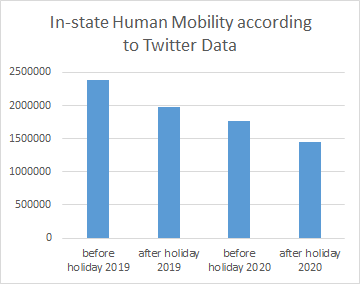 In-state Human Mobility according
to Twitter Data
2500000
2000000
1500000
1000000
500000
0
before
holiday 2019
after holiday
2019
before
holiday 2020
after holiday
2020